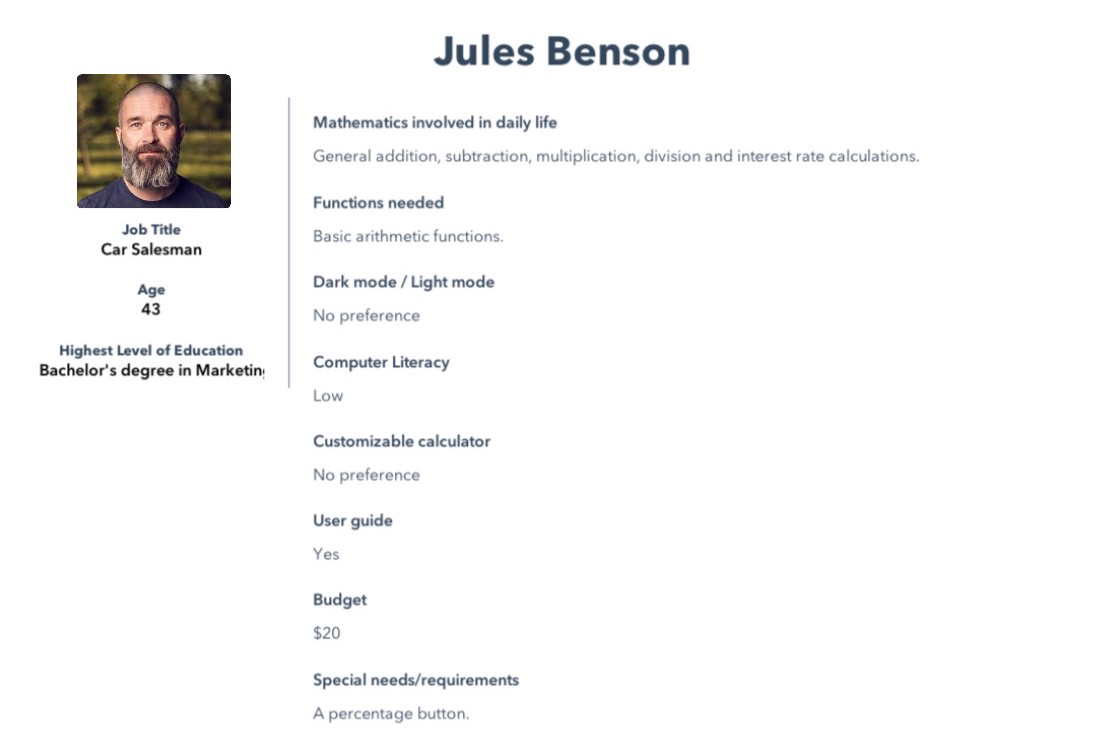 Jules Benson
Job Title
Car Salesman
Age
43
Highest Level of Education
Bachelor's degree in Marketin
Mathematics involved in daily life
General addition, subtraction, multiplication, division and interest rate calculations.
Functions needed
Basic arithmetic functions.
Dark mode / Light mode
No preference
Computer Literacy
Low
Customizable calculator
No preference
User guide
Yes
Budget
$20
Special needs/requirements
A percentage button.